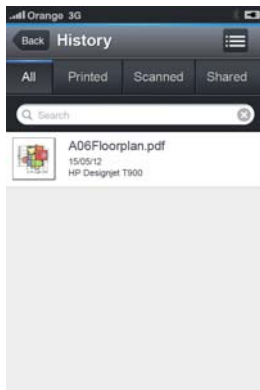 Orange 3G
Back History
All Printed Scanned Shared
Search
A06Floorplan.pdf
15/05/12
HP Designjet T900